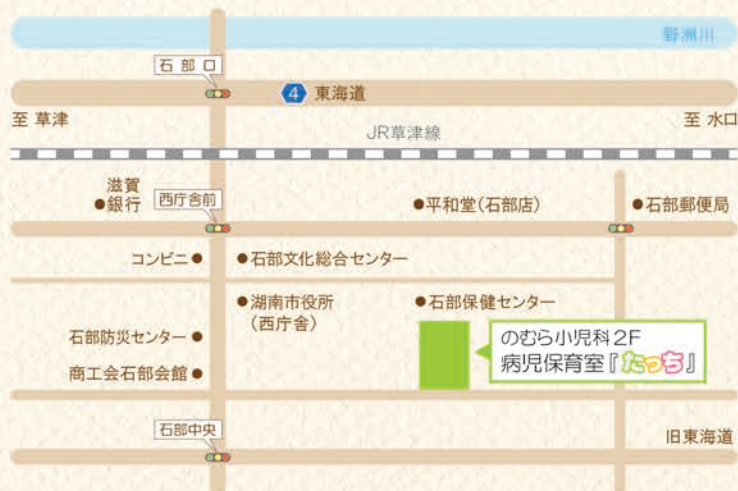 野洲川
石部口
4 東海道
至 草津
至 水口
JR草津線
滋賀
●銀行
西庁舎前
●平和堂(石部店)
●石部郵便局
コンビニ●
●石部文化総合センター
●湖南市役所
(西庁舎)
●石部保健センター
石部防災センター●
のむら小児科2F
病児保育室『たっち』
商工会石部会館●
石部中央
旧東海道